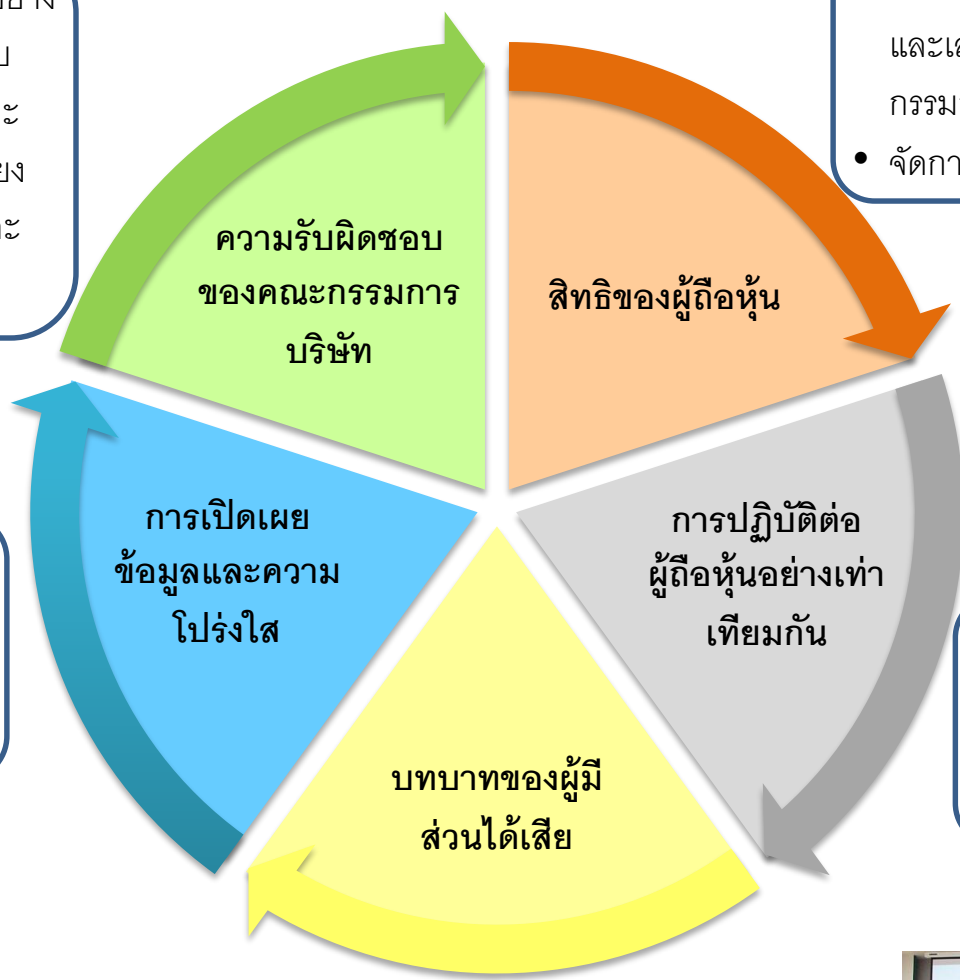 และ
กรรม
• จัดกา
ความรับผิดชอบ
ของคณะกรรมการ
บริษัท
สิทธิของผู้ถือหุ้น
การเปิดเผย
ข้อมูลและความ
โปร่งใส
การปฏิบัติต่อ
ผู้ถือหุ้นอย่างเท่า
เทียมกัน
บทบาทของผู้มี
ส่วนได้เสีย